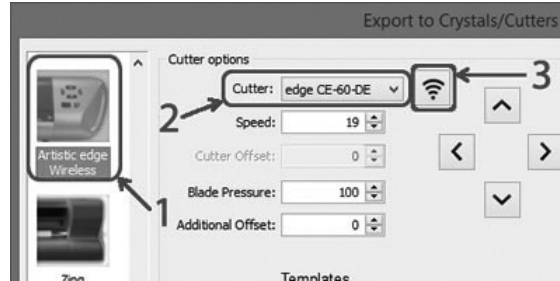 Export to Crystals/Cutters
Cutter options
Cutter: edge CE-60-DE
3
2
Speed: 19
Cutter Offset: 0
Artistic edge
Wireless
Blade Pressure: 100
1
Additional Offset: 0
Zing
Templates